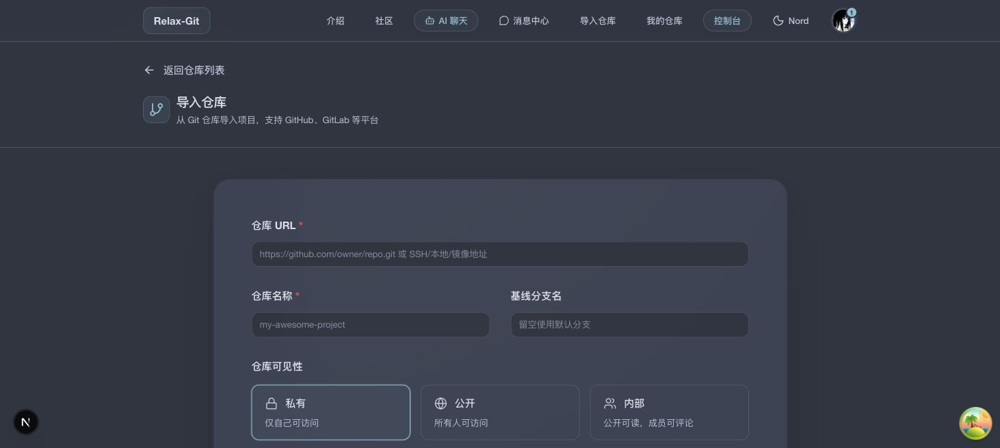 Relax-Git
介绍
社区
AI 聊天
消息中心
导入仓库
我的仓库
控制台
Nord
1
返回仓库列表
导入仓库
从 Git 仓库导入项目，支持 GitHub、GitLab 等平台
仓库 URL *
https://github.com/owner/repo.git 或 SSH/本地/镜像地址
仓库名称 *
基线分支名
my-awesome-project
留空使用默认分支
仓库可见性
私有
仅自己可访问
公开
所有人可访问
内部
公开可读，成员可评论
N